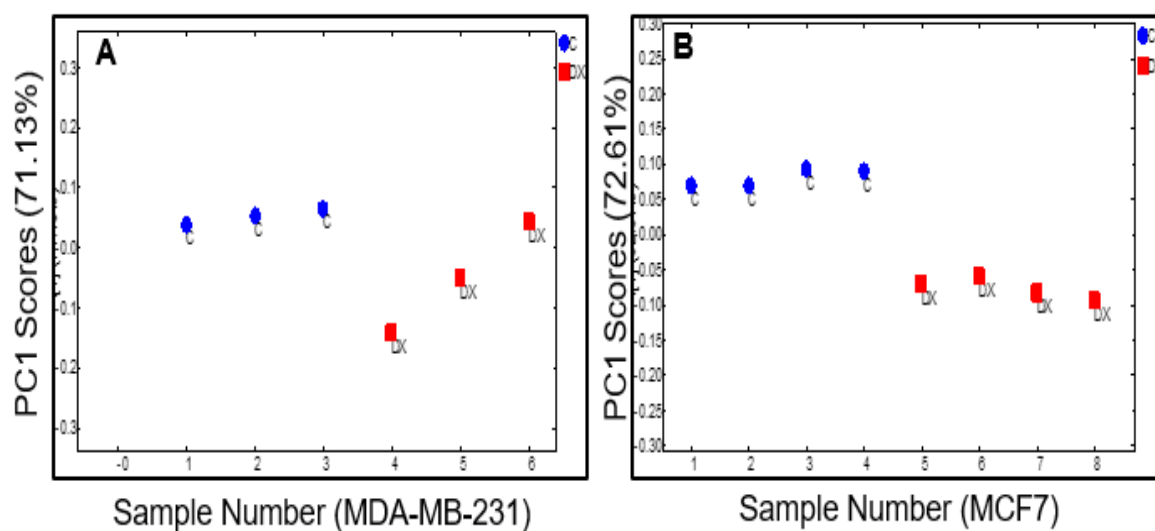 A
C
DX
PC1 Scores (71.13%)
0.3
0.2
0.1
0.0
-0.1
-0.2
-0.3
C
C
C
DX
DX
DX
-0
1
2
3
4
5
6
Sample Number (MDA-MB-231)
B
C
D
PC1 Scores (72.61%)
0.30
0.25
0.20
0.15
0.10
0.05
0.00
-0.05
-0.10
-0.15
-0.20
-0.25
-0.30
C
C
C
C
DX
DX
DX
DX
1
2
3
4
5
6
7
8
Sample Number (MCF7)